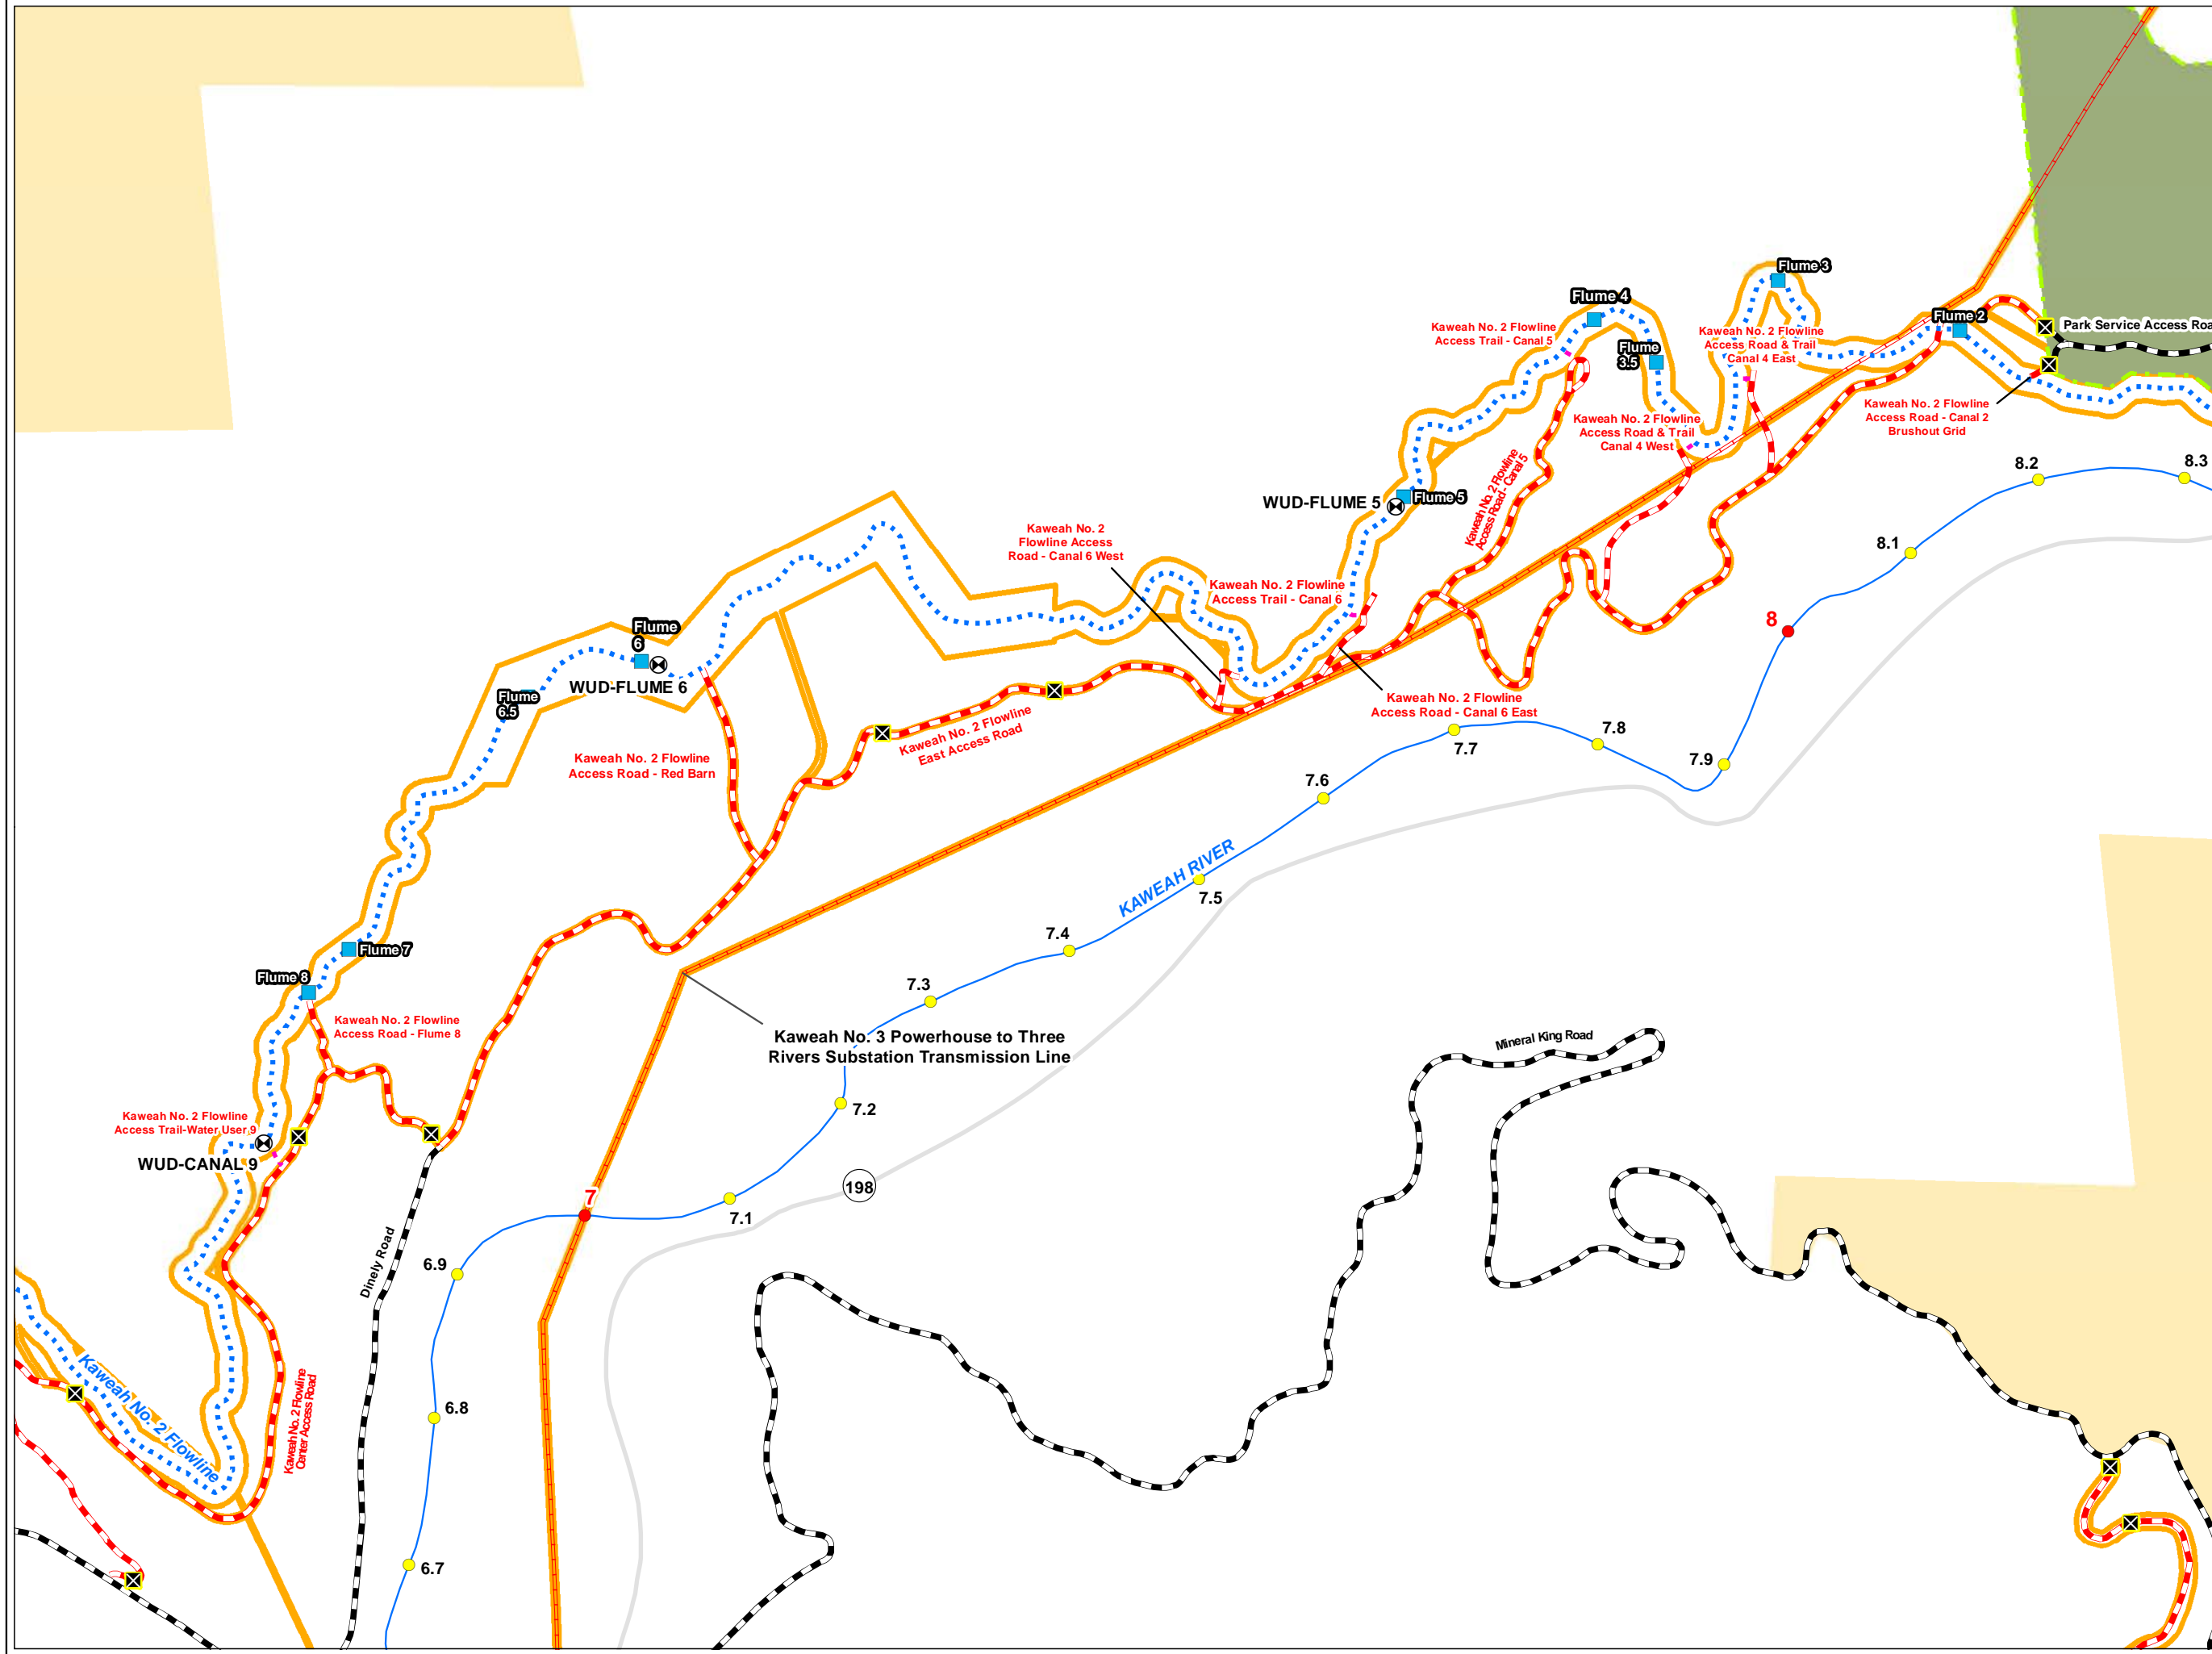 Flume 3
Flume 4
Kaweah No. 2 Flowline
Access Trail - Canal 5
Flume
3.5
Kaweah No. 2 Flowline
Access Road & Trail
Canal 4 East
Flume 2
Park Service Access Roa
Kaweah No. 2 Flowline
Access Road - Canal 2
Brushout Grid
Kaweah No. 2 Flowline
Access Road & Trail
Canal 4 West
Kaweah No. 2 Flowline
Access Road - Canal 5
8.2
8.3
WUD-FLUME 5
Flume 5
Kaweah No. 2
Flowline Access
Road - Canal 6 West
8.1
Kaweah No. 2 Flowline
Access Trail - Canal 6
8
Flume
6
WUD-FLUME 6
Flume
6.5
Kaweah No. 2 Flowline
Access Road - Canal 6 East
Kaweah No. 2 Flowline
East Access Road
7.8
7.7
7.9
Kaweah No. 2 Flowline
Access Road - Red Barn
7.6
KAWEAH RIVER
7.5
7.4
Flume 7
Flume 8
7.3
Kaweah No. 2 Flowline
Access Road - Flume 8
Kaweah No. 3 Powerhouse to Three
Rivers Substation Transmission Line
Mineral King Road
7.2
Kaweah No. 2 Flowline
Access Trail-Water User 9
WUD-CANAL 9
198
7
7.1
Dinely Road
6.9
Kaweah No. 2 Flowline
Kaweah No. 2 Flowline
Center Access Road
6.8
6.7